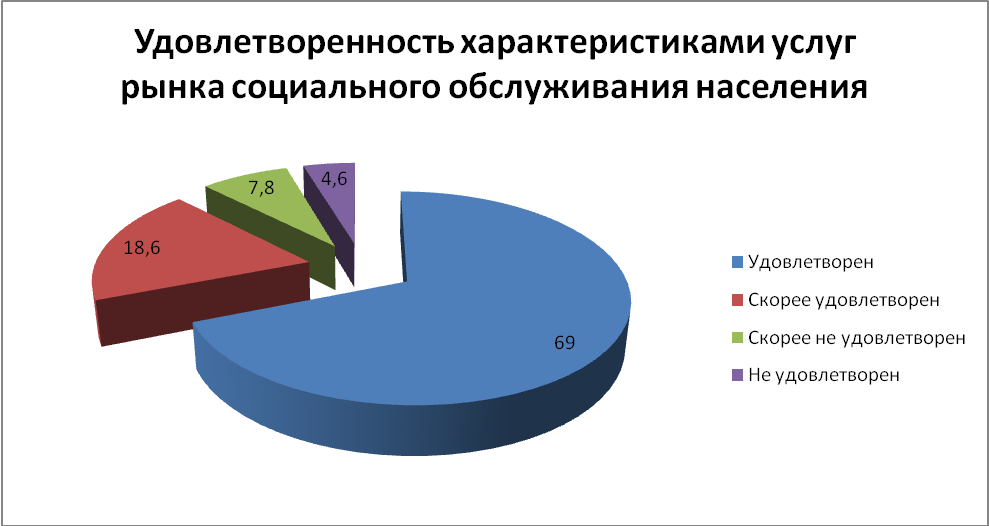 Удовлетворенность характеристиками услуг
рынка социального обслуживания населения
4,6
7,8
18,6
69
Удовлетворен
Скорее удовлетворен
Скорее не удовлетворен
Не удовлетворен